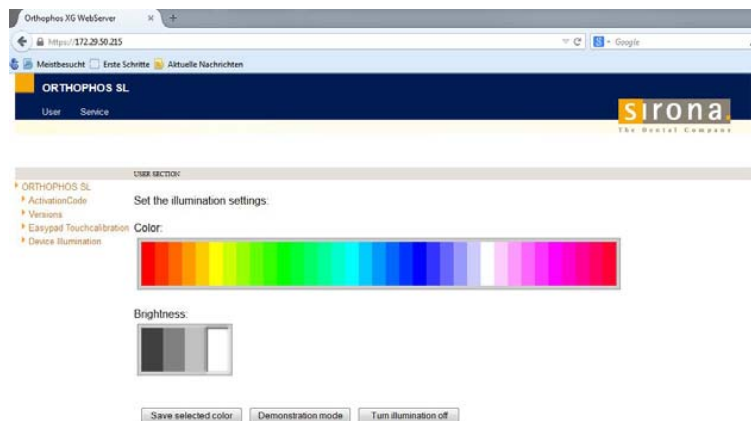 Orthophos XG WebServer
https://172.29.50.215
Google
Meistbesucht Erste Schritte Aktuelle Nachrichten
ORTHOPHOS SL
User Service
sirona.
The Dental Company
USER SECTION
ORTHOPHOS SL
ActivationCode
Versions
Easypad Touchcalibration
Device Illumination
Set the illumination settings:
Color:
Brightness:
Save selected color Demonstration mode Turn illumination off